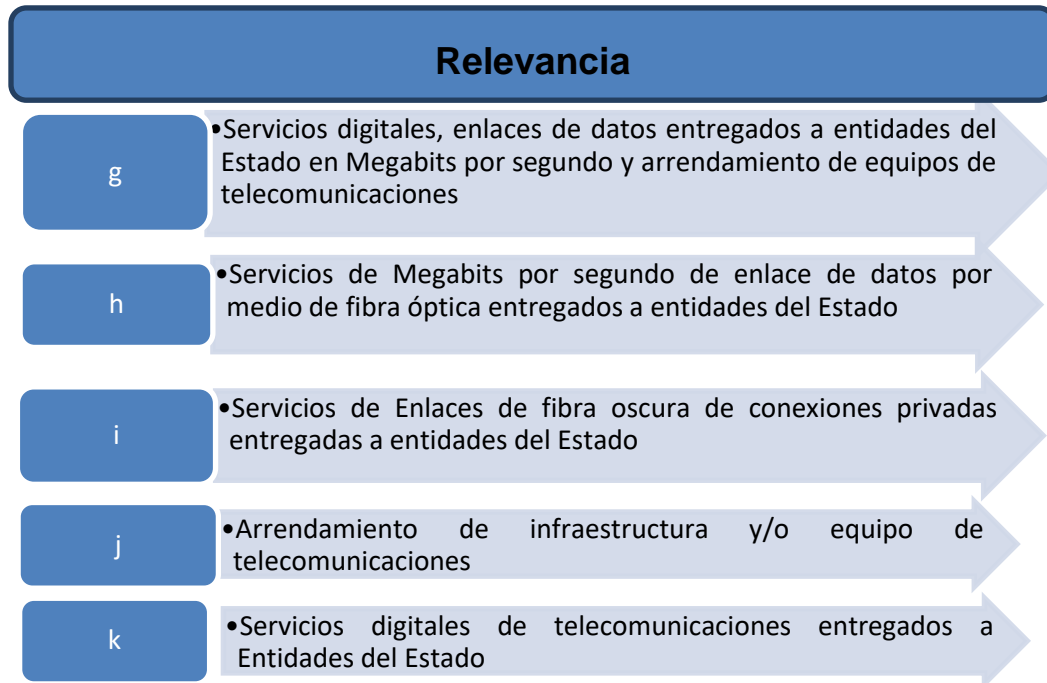 Relevancia
g
•Servicios digitales, enlaces de datos entregados a entidades del
Estado en Megabits por segundo y arrendamiento de equipos de
telecomunicaciones
h
•Servicios de Megabits por segundo de enlace de datos por
medio de fibra óptica entregados a entidades del Estado
i
•Servicios de Enlaces de fibra oscura de conexiones privadas
entregadas a entidades del Estado
j
•Arrendamiento de infraestructura y/o equipo de
telecomunicaciones
k
•Servicios digitales de telecomunicaciones entregados a
Entidades del Estado